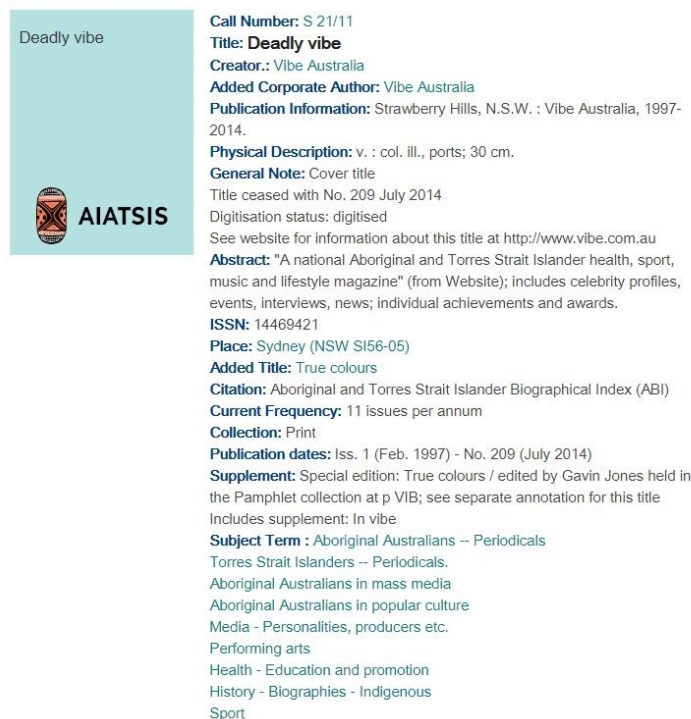 Deadly vibe
AIATSIS
Call Number: S 21/11
Title: Deadly vibe
Creator.: Vibe Australia
Added Corporate Author: Vibe Australia
Publication Information: Strawberry Hills, N.S.W. : Vibe Australia, 1997-
2014.
Physical Description: v. : col. ill., ports; 30 cm.
General Note: Cover title
Title ceased with No. 209 July 2014
Digitisation status: digitised
See website for information about this title at http://www.vibe.com.au
Abstract: "A national Aboriginal and Torres Strait Islander health, sport,
music and lifestyle magazine" (from Website); includes celebrity profiles,
events, interviews, news; individual achievements and awards.
ISSN: 14469421
Place: Sydney (NSW SI56-05)
Added Title: True colours
Citation: Aboriginal and Torres Strait Islander Biographical Index (ABI)
Current Frequency: 11 issues per annum
Collection: Print
Publication dates: Iss. 1 (Feb. 1997) - No. 209 (July 2014)
Supplement: Special edition: True colours / edited by Gavin Jones held in
the Pamphlet collection at p VIB; see separate annotation for this title
Includes supplement: In vibe
Subject Term : Aboriginal Australians -- Periodicals
Torres Strait Islanders -- Periodicals.
Aboriginal Australians in mass media
Aboriginal Australians in popular culture
Media - Personalities, producers etc.
Performing arts
Health - Education and promotion
History - Biographies - Indigenous
Sport